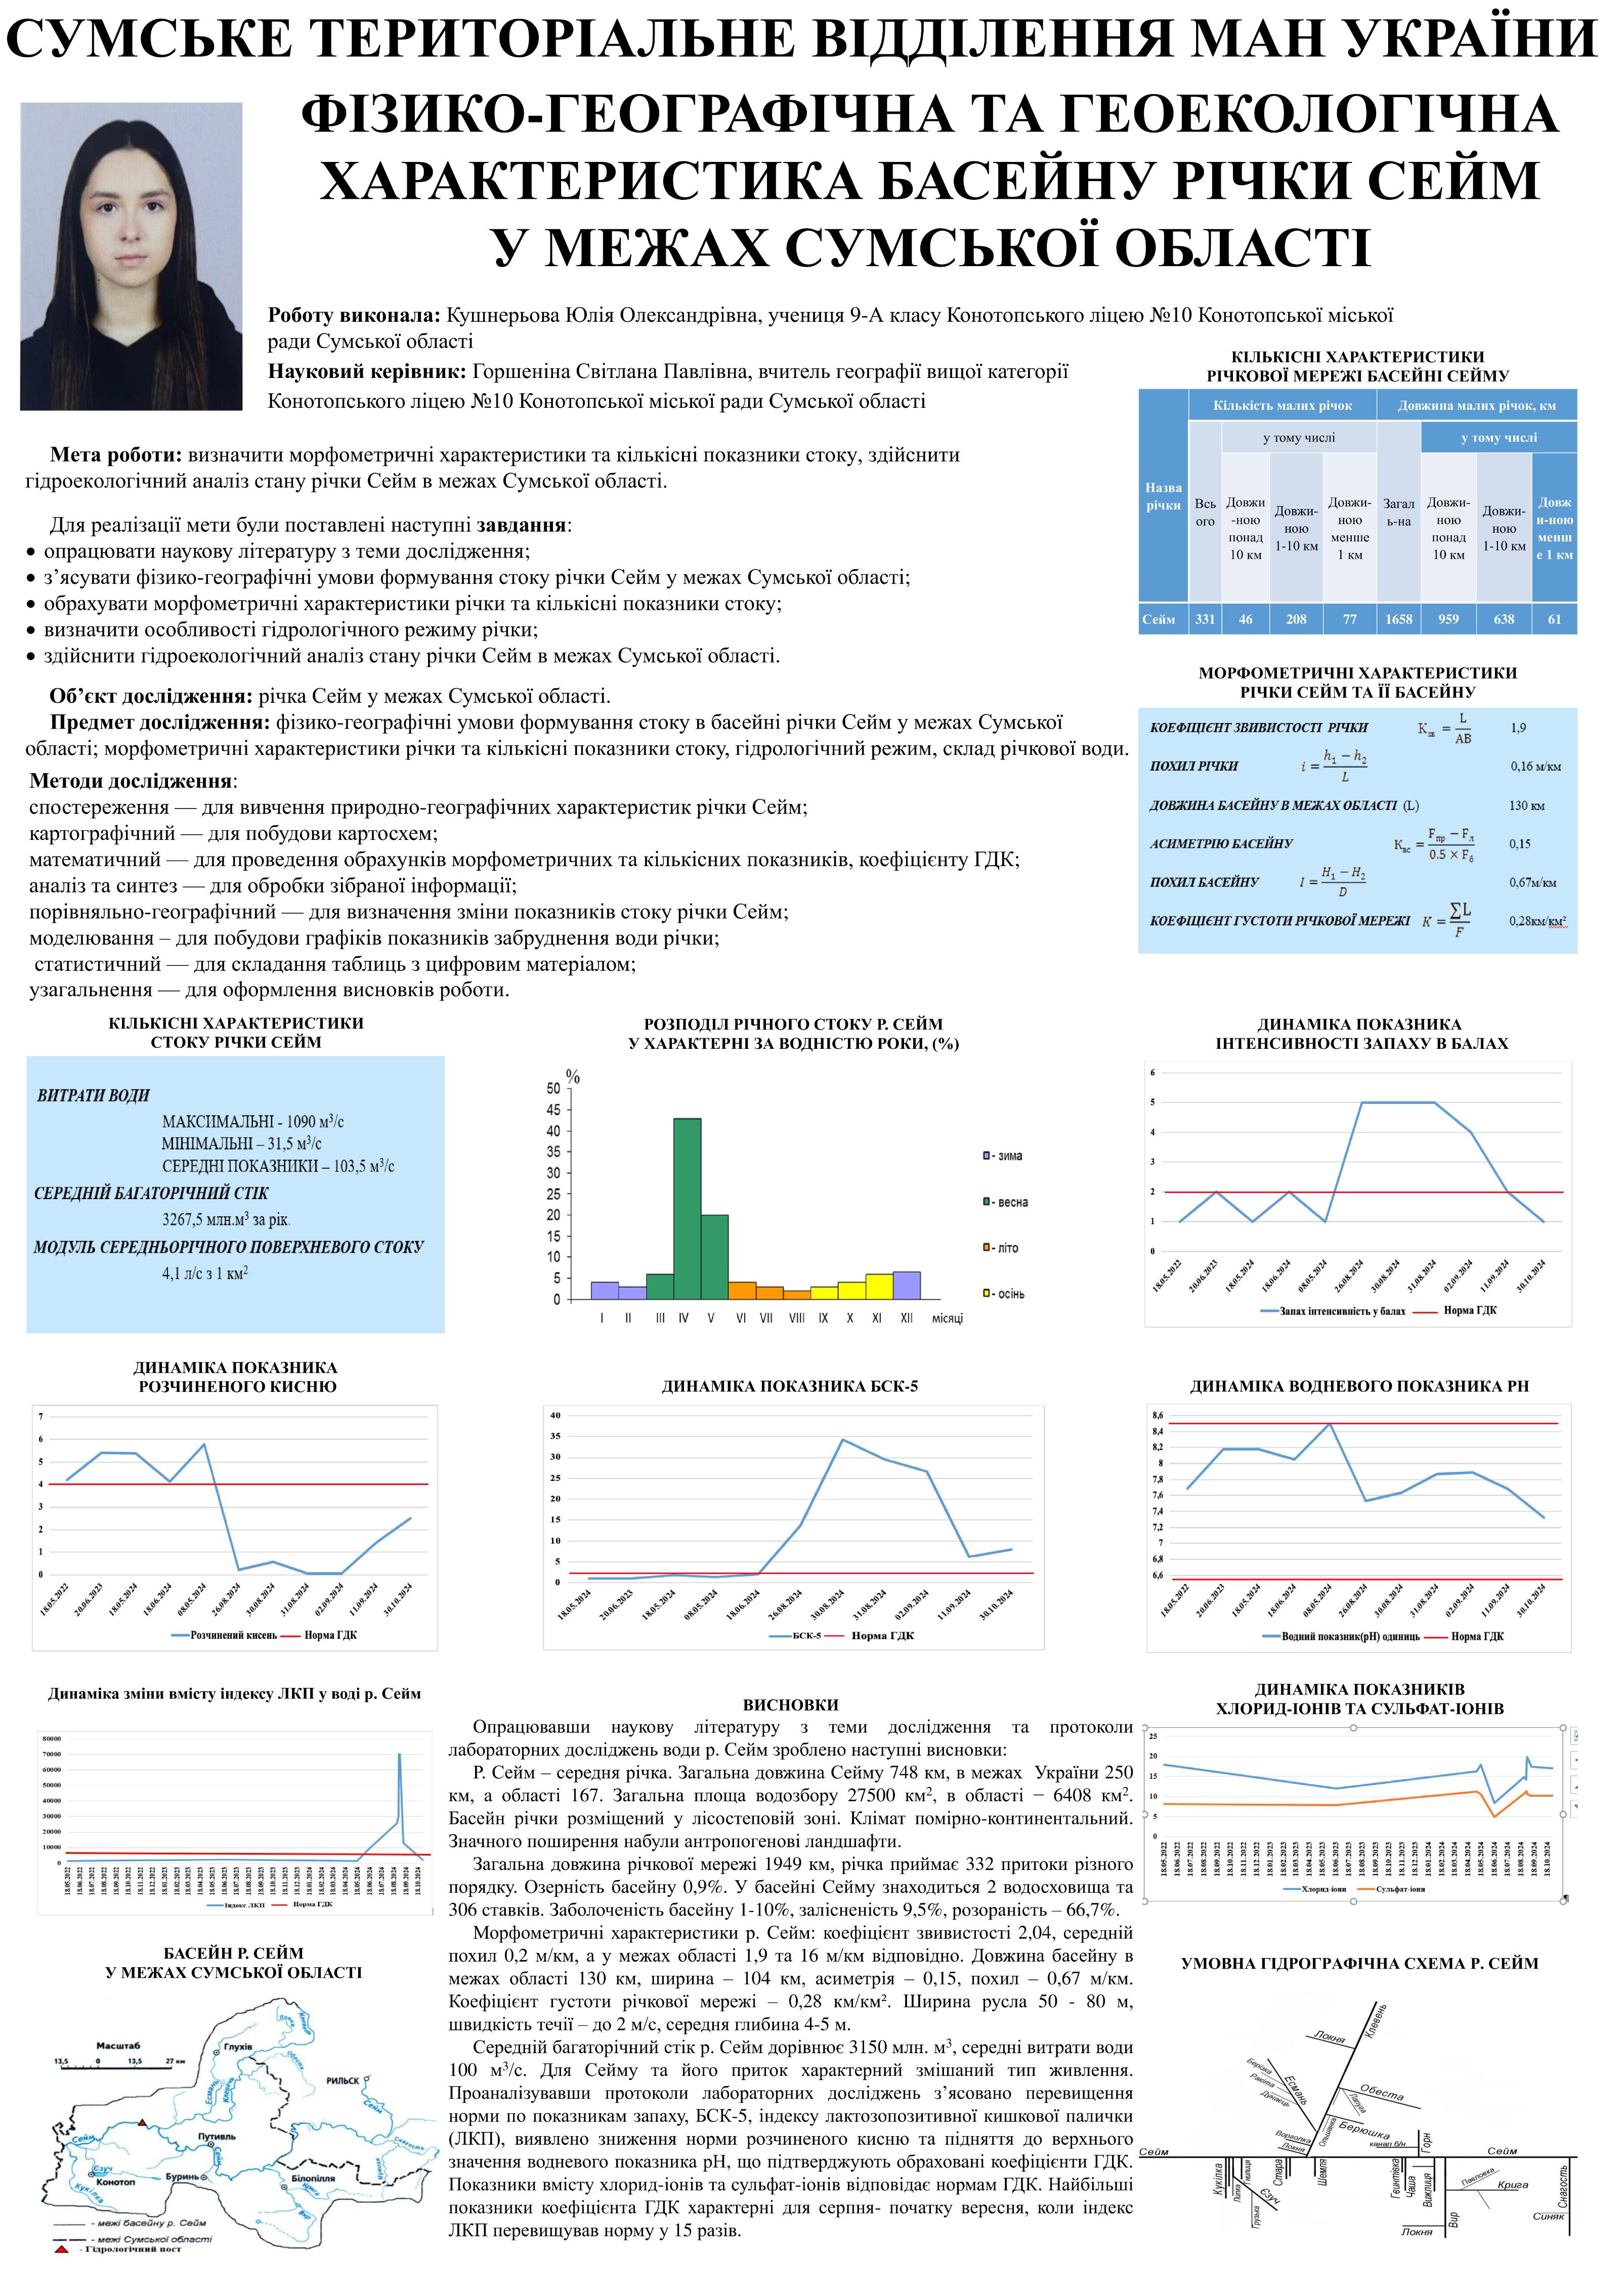 СУМСЬКЕ ТЕРИТОРІАЛЬНЕ ВІДДІЛЕННЯ МАН УКРАЇНИ
ФІЗИКО-ГЕОГРАФІЧНА ТА ГЕОЕКОЛОГІЧНА
ХАРАКТЕРИСТИКА БАСЕЙНУ РІЧКИ СЕЙМ
У МЕЖАХ СУМСЬКОЇ ОБЛАСТІ
Роботу виконала: Кушнерьова Юлія Олександрівна, учениця 9-А класу Конотопського ліцею №10 Конотопської міської
ради Сумської області
Науковий керівник: Горшеніна Світлана Павлівна, вчитель географії вищої категорії
Конотопського ліцею №10 Конотопської міської ради Сумської області
Мета роботи: визначити морфометричні характеристики та кількісні показники стоку, здійснити
гідроекологічний аналіз стану річки Сейм в межах Сумської області.
Для реалізації мети були поставлені наступні завдання:
• опрацювати наукову літературу з теми дослідження;
• з’ясувати фізико-географічні умови формування стоку річки Сейм у межах Сумської області;
• обрахувати морфометричні характеристики річки та кількісні показники стоку;
• визначити особливості гідрологічного режиму річки;
• здійснити гідроекологічний аналіз стану річки Сейм в межах Сумської області.
Об’єкт дослідження: річка Сейм у межах Сумської області.
Предмет дослідження: фізико-географічні умови формування стоку в басейні річки Сейм у межах Сумської
області; морфометричні характеристики річки та кількісні показники стоку, гідрологічний режим, склад річкової води.
Методи дослідження:
спостереження — для вивчення природно-географічних характеристик річки Сейм;
картографічний — для побудови картосхем;
математичний — для проведення обрахунків морфометричних та кількісних показників, коефіцієнту ГДК;
аналіз та синтез — для обробки зібраної інформації;
порівняльно-географічний — для визначення зміни показників стоку річки Сейм;
моделювання – для побудови графіків показників забруднення води річки;
статистичний — для складання таблиць з цифровим матеріалом;
узагальнення — для оформлення висновків роботи.
КІЛЬКІСНІ ХАРАКТЕРИСТИКИ
РІЧКОВОЇ МЕРЕЖІ БАСЕЙНІ СЕЙМУ
Назва річки
Кількість малих річок
Довжина малих річок, км
у тому числі
у тому числі
Всь ого
Довжи -ною понад 10 км
Довжи- ною 1-10 км
Довжи- ною менше 1 км
Загал ь-на
Довжи- ною понад 10 км
Довжи- ною 1-10 км
Довж и-ною менш е 1 км
Сейм 331 46 208 77 1658 959 638 61
МОРФОМЕТРИЧНІ ХАРАКТЕРИСТИКИ
РІЧКИ СЕЙМ ТА ЇЇ БАСЕЙНУ
КОЕФІЦІЄНТ ЗВИВИСТОСТІ РІЧКИ Kзв = L/AB 1,9
ПОХИЛ РІЧКИ i = h1 − h2 / L 0,16 м/км
ДОВЖИНА БАСЕЙНУ В МЕЖАХ ОБЛАСТІ (L) 130 км
АСИМЕТРІЮ БАСЕЙНУ Kас = Fпр − Fл / 0.5 × Fб 0,15
ПОХИЛ БАСЕЙНУ I = H1 − H2 / D 0,67м/км
КОЕФІЦІЄНТ ГУСТОТИ РІЧКОВОЇ МЕРЕЖІ K = ∑L / F 0,28км/км²
КІЛЬКІСНІ ХАРАКТЕРИСТИКИ
СТОКУ РІЧКИ СЕЙМ
ВИТРАТИ ВОДИ
МАКСИМАЛЬНІ - 1090 м³/с
МІНІМАЛЬНІ – 31,5 м³/с
СЕРЕДНІ ПОКАЗНИКИ – 103,5 м³/с
СЕРЕДНІЙ БАГАТОРІЧНИЙ СТІК
3267,5 млн.м³ за рік.
МОДУЛЬ СЕРЕДНЬОРІЧНОГО ПОВЕРХНЕВОГО СТОКУ
4,1 л/с з 1 км²
РОЗПОДІЛ РІЧНОГО СТОКУ Р. СЕЙМ
У ХАРАКТЕРНІ ЗА ВОДНІСТЮ РОКИ, (%)
%
50
45
40
35
30
25
20
15
10
5
0
I II III IV V VI VII VIII IX X XI XII місяці
- зима
- весна
- літо
- осінь
ДИНАМІКА ПОКАЗНИКА
ІНТЕНСИВНОСТІ ЗАПАХУ В БАЛАХ
6
5
4
3
2
1
0
18.05.2022 20.06.2023 18.05.2024 18.06.2024 08.05.2024 26.08.2024 30.08.2024 31.08.2024 02.09.2024 11.09.2024 30.10.2024
Запах інтенсивність у балах Норма ГДК
ДИНАМІКА ПОКАЗНИКА
РОЗЧИНЕНОГО КИСНЮ
7
6
5
4
3
2
1
0
18.05.2022 20.06.2023 18.05.2024 18.06.2024 08.05.2024 26.08.2024 30.08.2024 31.08.2024 02.09.2024 11.09.2024 30.10.2024
Розчинений кисень Норма ГДК
ДИНАМІКА ПОКАЗНИКА БСК-5
40
35
30
25
20
15
10
5
0
18.05.2024 20.06.2023 18.05.2024 08.05.2024 18.06.2024 26.08.2024 30.08.2024 31.08.2024 02.09.2024 11.09.2024 30.10.2024
БСК-5 Норма ГДК
ДИНАМІКА ВОДНЕВОГО ПОКАЗНИКА РН
8,6
8,4
8,2
8
7,8
7,6
7,4
7,2
7
6,8
6,6
18.05.2022 20.06.2023 18.05.2024 18.06.2024 08.05.2024 26.08.2024 30.08.2024 31.08.2024 02.09.2024 11.09.2024 30.10.2024
Водний показник(рН) одиниць Норма ГДК
Динаміка зміни вмісту індексу ЛКП у воді р. Сейм
80000
70000
60000
50000
40000
30000
20000
10000
0
Індекс ЛКП Норма ГДК
ВИСНОВКИ
Опрацювавши наукову літературу з теми дослідження та протоколи
лабораторних досліджень води р. Сейм зроблено наступні висновки:
Р. Сейм – середня річка. Загальна довжина Сейму 748 км, в межах України 250
км, а області 167. Загальна площа водозбору 27500 км², в області − 6408 км².
Басейн річки розміщений у лісостеповій зоні. Клімат помірно-континентальний.
Значного поширення набули антропогенові ландшафти.
Загальна довжина річкової мережі 1949 км, річка приймає 332 притоки різного
порядку. Озерність басейну 0,9%. У басейні Сейму знаходиться 2 водосховища та
306 ставків. Заболоченість басейну 1-10%, залісненість 9,5%, розораність – 66,7%.
Морфометричні характеристики р. Сейм: коефіцієнт звивистості 2,04, середній
похил 0,2 м/км, а у межах області 1,9 та 16 м/км відповідно. Довжина басейну в
межах області 130 км, ширина – 104 км, асиметрія – 0,15, похил – 0,67 м/км.
Коефіцієнт густоти річкової мережі – 0,28 км/км². Ширина русла 50 - 80 м,
швидкість течії – до 2 м/с, середня глибина 4-5 м.
Середній багаторічний стік р. Сейм дорівнює 3150 млн. м³, середні витрати води
100 м³/с. Для Сейму та його приток характерний змішаний тип живлення.
Проаналізувавши протоколи лабораторних досліджень з’ясовано перевищення
норми по показникам запаху, БСК-5, індексу лактозопозитивної кишкової палички
(ЛКП), виявлено зниження норми розчиненого кисню та підняття до верхнього
значення водневого показника рН, що підтверджують обраховані коефіцієнти ГДК.
Показники вмісту хлорид-іонів та сульфат-іонів відповідає нормам ГДК. Найбільші
показники коефіцієнта ГДК характерні для серпня- початку вересня, коли індекс
ЛКП перевищував норму у 15 разів.
ДИНАМІКА ПОКАЗНИКІВ
ХЛОРИД-ІОНІВ ТА СУЛЬФАТ-ІОНІВ
25
20
15
10
5
0
Хлорид-іони Сульфат-іони
БАСЕЙН Р. СЕЙМ
У МЕЖАХ СУМСЬКОЇ ОБЛАСТІ
Масштаб
13,5 0 13,5 27 км
Глухів
РИЛЬСК
Сейм
Есмань
Клевень
Обеста
Сейм
Путивль
Сейм
Єзуч
Конотоп
Кукілка
Буринь
Білопілля
Вир
- межі басейну р. Сейм
- межі Сумської області
- Гідрологічний пост
УМОВНА ГІДРОГРАФІЧНА СХЕМА Р. СЕЙМ
Клевень
Локня
Берізка
Ракита
Дунаєць
Есмань
Обеста
Берюшка
Ворголка
Локня
канал б/н
Горн
Сейм
Сейм
Кукілка
Липка
Єзуч
Грузька
Стара
Шемля
Гвинтівка
Чаша
Виклиця
Вир
Локня
Павловка
Крига
Снагость
Синяк